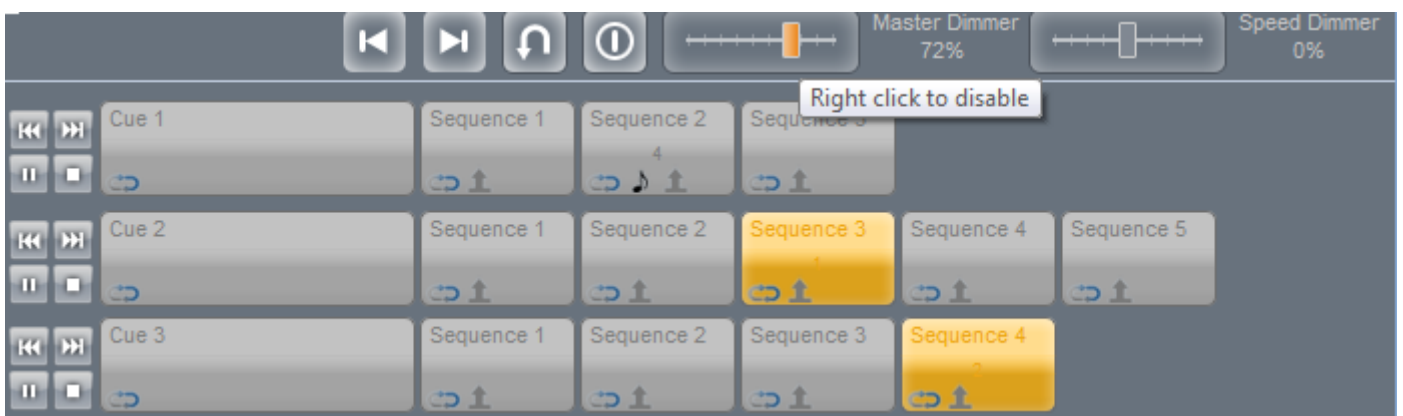 Master Dimmer
72%
Speed Dimmer
0%
Right click to disable
Cue 1
Sequence 1
Sequence 2
4
Sequence 3
Cue 2
Sequence 1
Sequence 2
Sequence 3
1
Sequence 4
Sequence 5
Cue 3
Sequence 1
Sequence 2
Sequence 3
Sequence 4